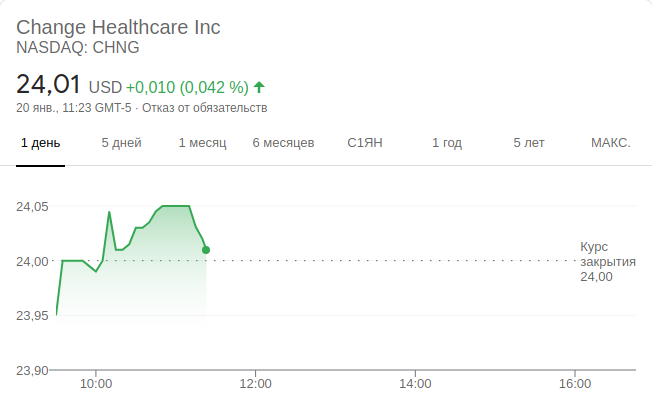 Change Healthcare Inc
NASDAQ: CHNG
24,01 USD +0,010 (0,042 %)
20 янв., 11:23 GMT-5 · Отказ от обязательств
1 день 5 дней 1 месяц 6 месяцев С1ЯН 1 год 5 лет МАКС.
24,05
Курс
24,00 закрытия
24,00
23,95
23,90
10:00 12:00 14:00 16:00